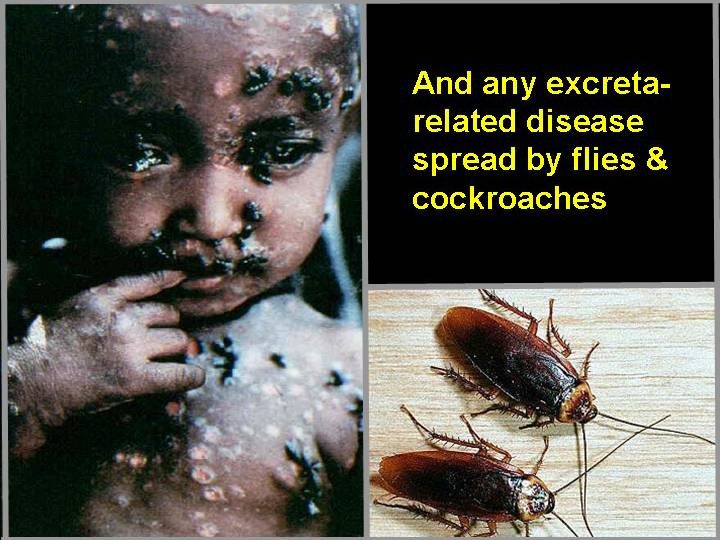 And any excreta-
related disease
spread by flies &
cockroaches